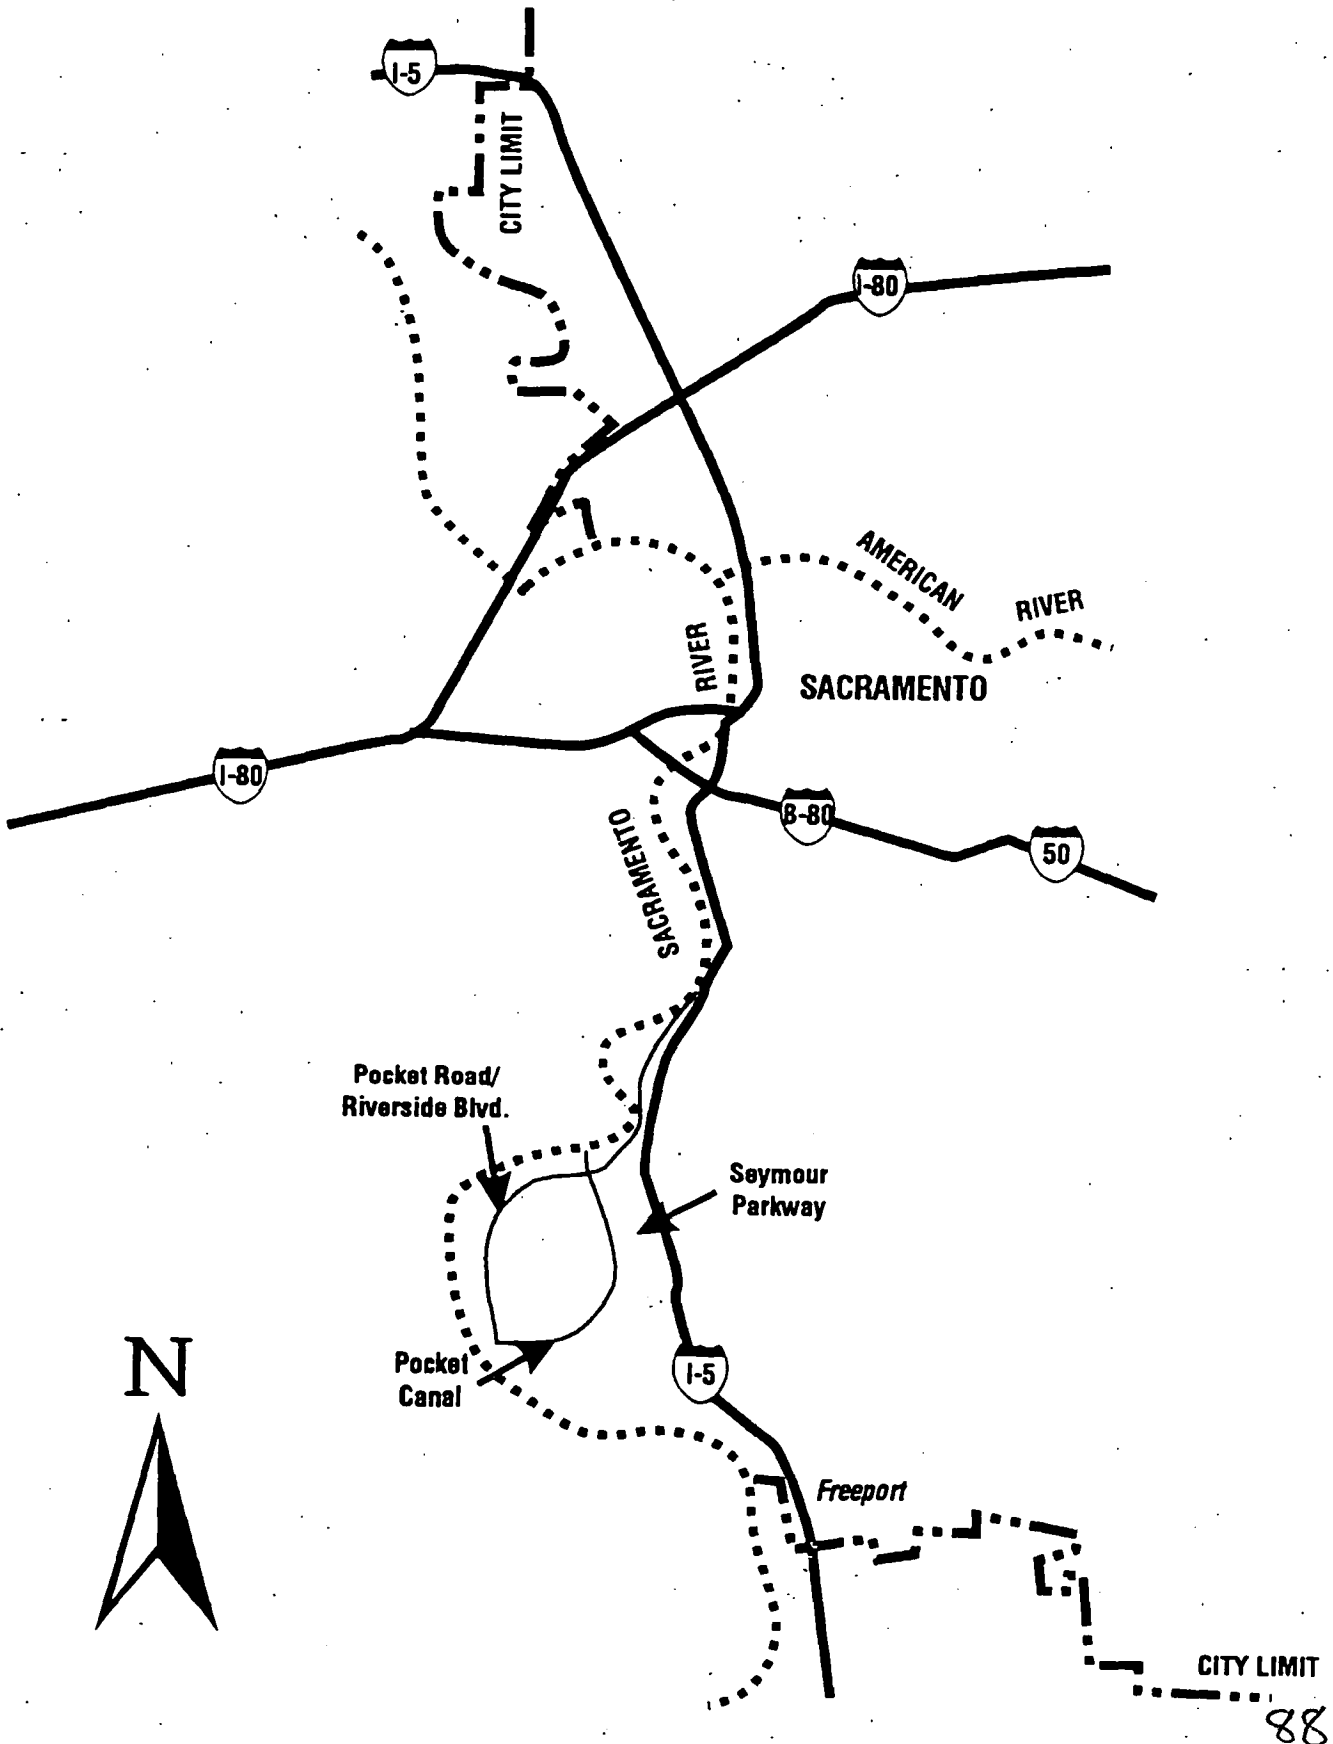 I-5
CITY LIMIT
I-80
AMERICAN
RIVER
RIVER
SACRAMENTO
I-80
B-80
50
SACRAMENTO
Pocket Road/
Riverside Blvd.
Seymour
Parkway
N
Pocket
Canal
I-5
Freeport
CITY LIMIT
88